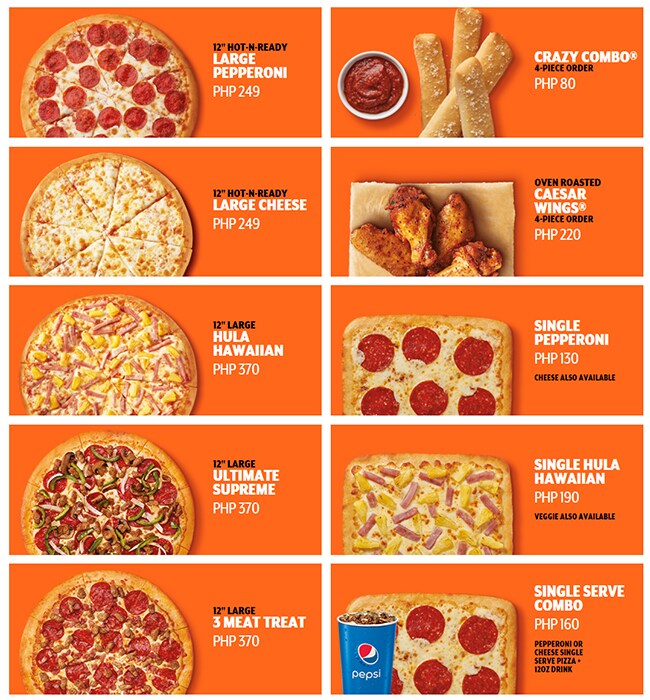 12" HOT-N-READY
LARGE
PEPPERONI
PHP 249
CRAZY COMBO®
4-PIECE ORDER
PHP 80
12" HOT-N-READY
LARGE CHEESE
PHP 249
OVEN ROASTED
CAESAR
WINGS®
4-PIECE ORDER
PHP 220
12" LARGE
HULA
HAWAIIAN
PHP 370
SINGLE
PEPPERONI
PHP 130
CHEESE ALSO AVAILABLE
12" LARGE
ULTIMATE
SUPREME
PHP 370
SINGLE HULA
HAWAIIAN
PHP 190
VEGGIE ALSO AVAILABLE
12" LARGE
3 MEAT TREAT
PHP 370
SINGLE SERVE
COMBO
PHP 160
PEPPERONI OR
CHEESE SINGLE
SERVE PIZZA +
12OZ DRINK
pepsi